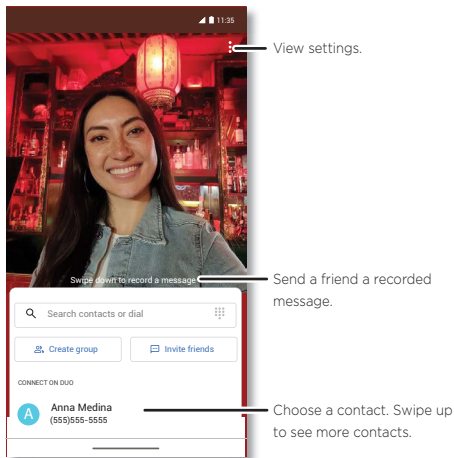 11:35
View settings.
Swipe down to record a message
Send a friend a recorded
message.
Search contacts or dial
Create group
Invite friends
CONNECT ON DUO
A
Anna Medina
(555)555-5555
Choose a contact. Swipe up
to see more contacts.